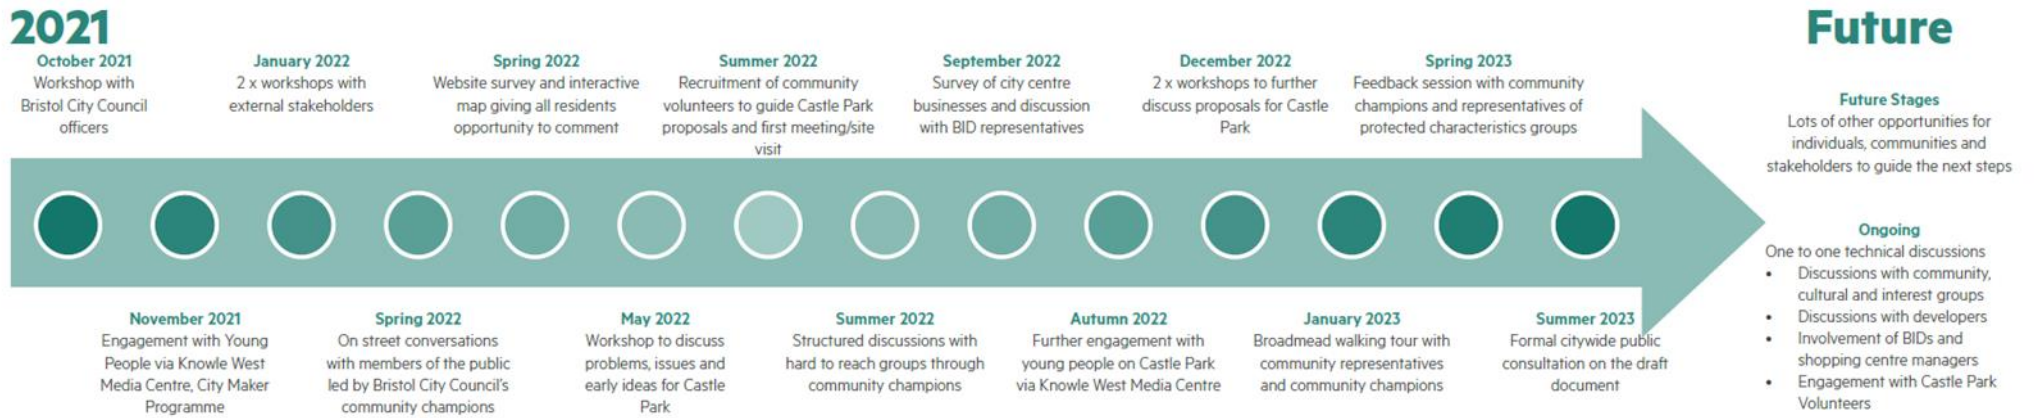 2021
October 2021
Workshop with
Bristol City Council
officers
January 2022
2 x workshops with
external stakeholders
Spring 2022
Website survey and interactive
map giving all residents
opportunity to comment
Summer 2022
Recruitment of community
volunteers to guide Castle Park
proposals and first meeting/site
visit
September 2022
Survey of city centre
businesses and discussion
with BID representatives
December 2022
2 x workshops to further
discuss proposals for Castle
Park
Spring 2023
Feedback session with community
champions and representatives of
protected characteristics groups
November 2021
Engagement with Young
People via Knowle West
Media Centre, City Maker
Programme
Spring 2022
On street conversations
with members of the public
led by Bristol City Council's
community champions
May 2022
Workshop to discuss
problems, issues and
early ideas for Castle
Park
Summer 2022
Structured discussions with
hard to reach groups through
community champions
Autumn 2022
Further engagement with
young people on Castle Park
via Knowle West Media Centre
January 2023
Broadmead walking tour with
community representatives
and community champions
Summer 2023
Formal citywide public
consultation on the draft
document
Future
Future Stages
Lots of other opportunities for
individuals, communities and
stakeholders to guide the next steps
Ongoing
One to one technical discussions
• Discussions with community,
cultural and interest groups
• Discussions with developers
• Involvement of BIDs and
shopping centre managers
• Engagement with Castle Park
Volunteers